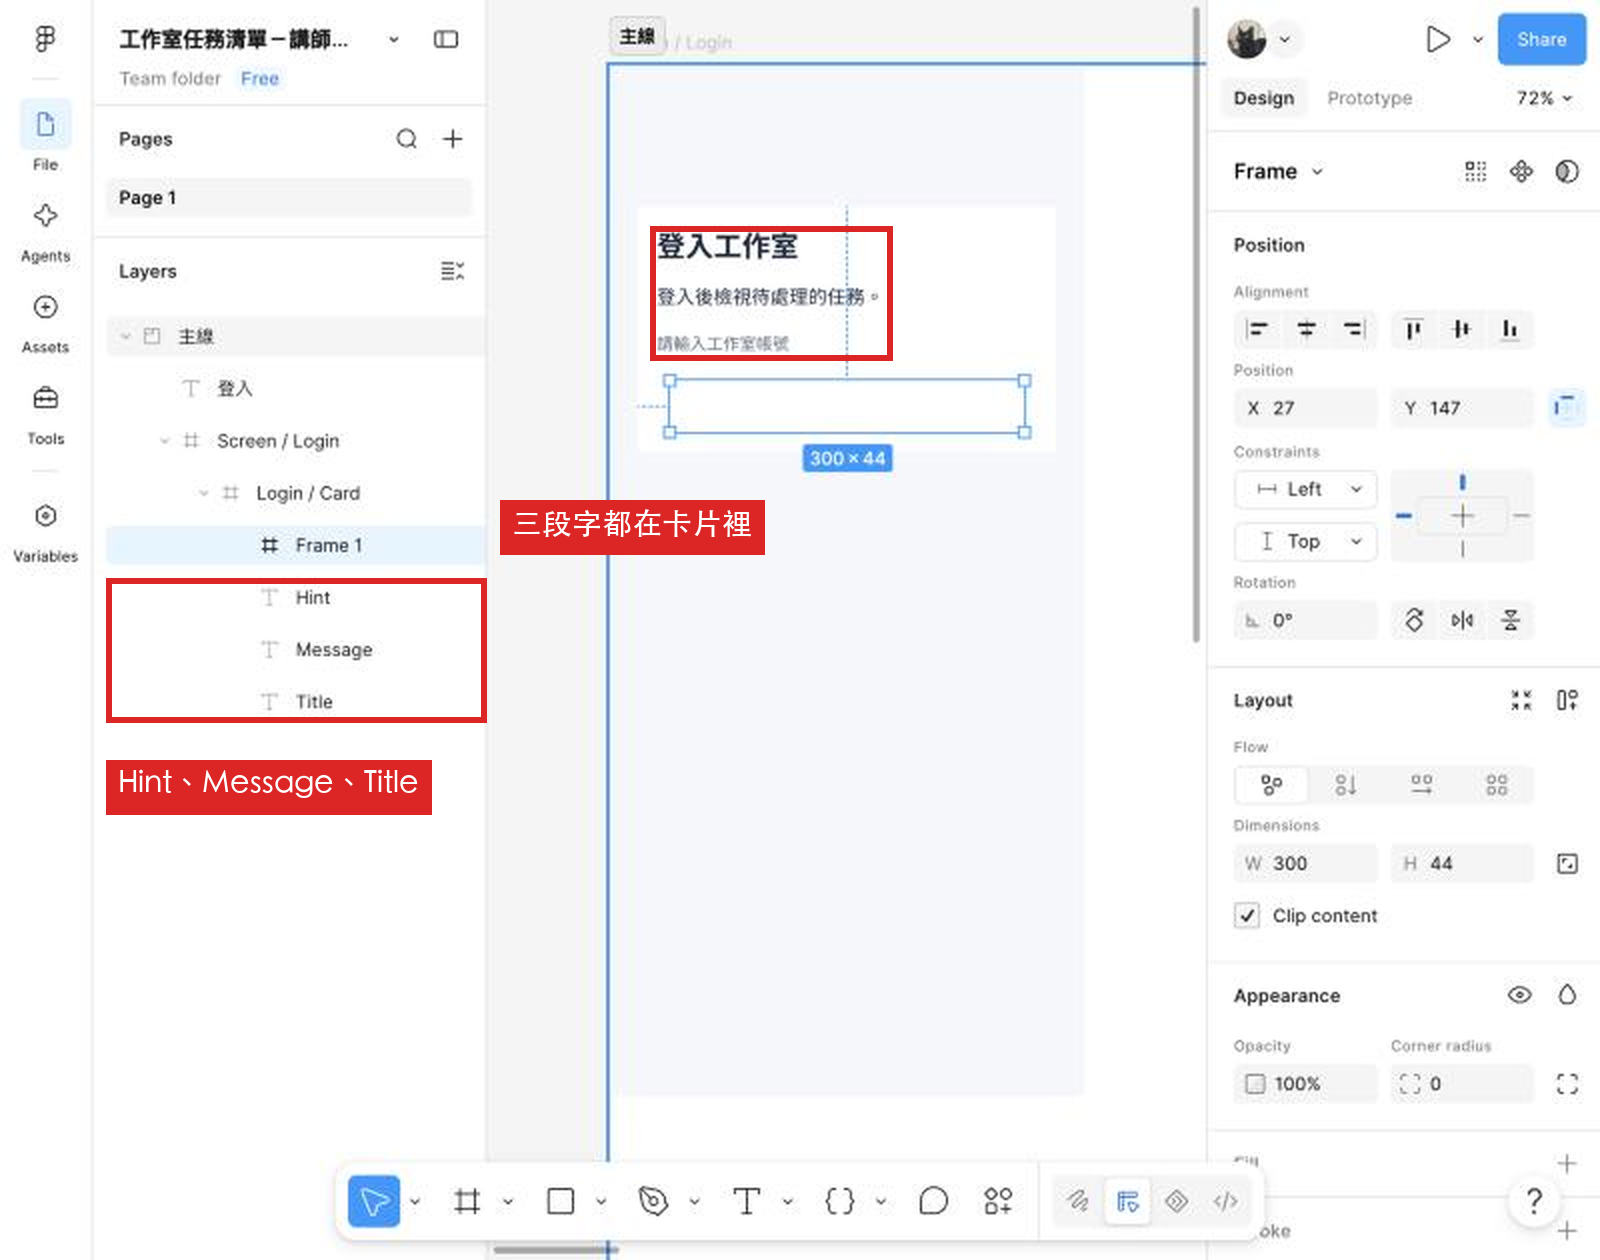 工作室任務清單－講師...
Team folder Free
File
Agents
Assets
Tools
Variables
Pages
Page 1
Layers
主線
登入
Screen / Login
Login / Card
Frame 1
Hint
Message
Title
Hint、Message、Title
主線
/ Login
登入工作室
登入後檢視待處理的任務。
請輸入工作室帳號
300 × 44
三段字都在卡片裡
Share
Design Prototype 72%
Frame
Position
Alignment
Position
X 27 Y 147
Constraints
Left
Top
Rotation
0°
Layout
Flow
Dimensions
W 300 H 44
Clip content
Appearance
Opacity Corner radius
100% 0
?